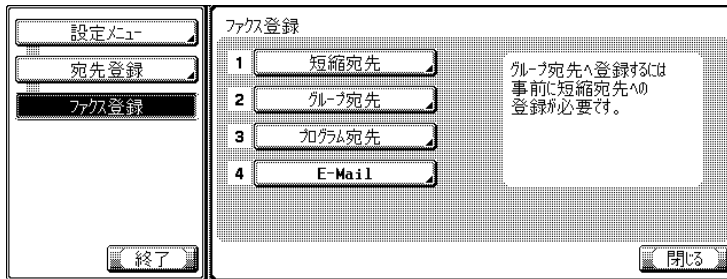 設定メニュー
宛先登録
ファクス登録
終了
ファクス登録
1 短縮宛先
2 グループ宛先
3 プログラム宛先
4 E-Mail
グループ宛先へ登録するには
事前に短縮宛先への
登録が必要です。
閉じる